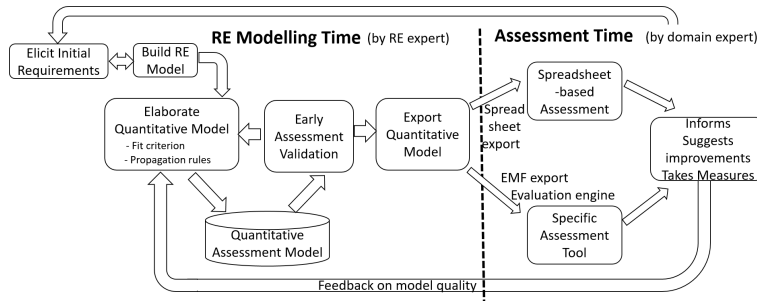 RE Modelling Time (by RE expert)
Assessment Time (by domain expert)
Elicit Initial
Requirements
Build RE
Model
Elaborate
Quantitative Model
- Fit criterion
- Propagation rules
Early
Assessment
Validation
Export
Quantitative
Model
Quantitative
Assessment Model
Spread
sheet
export
Spreadsheet
-based
Assessment
EMF export
Evaluation engine
Specific
Assessment
Tool
Informs
Suggests
improvements
Takes Measures
Feedback on model quality